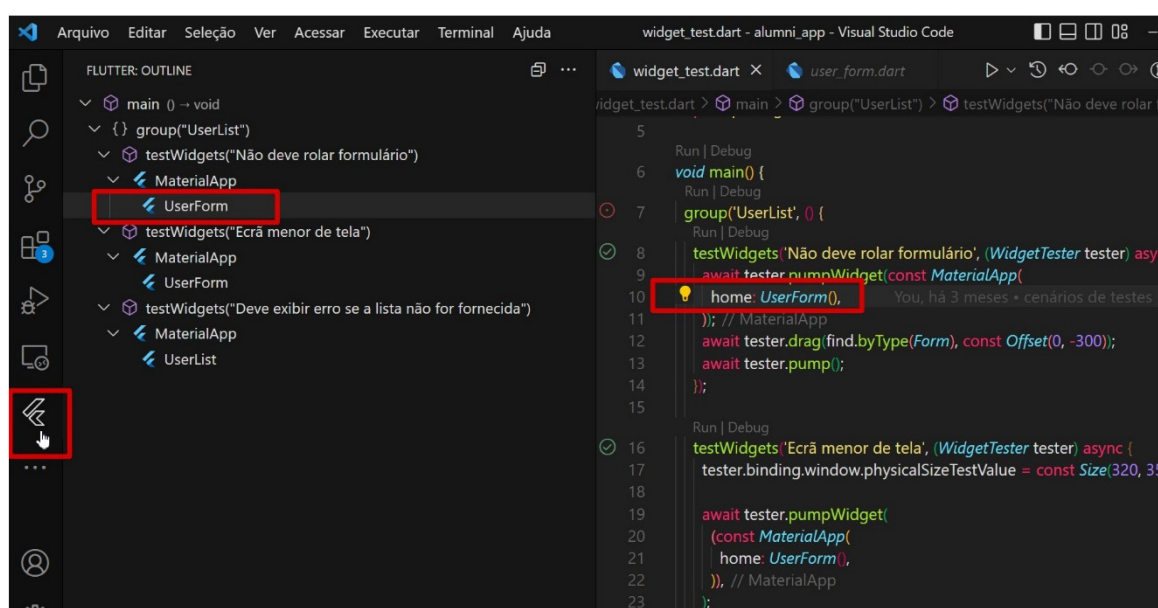 Arquivo Editar Seleção Ver Acessar Executar Terminal Ajuda widget_test.dart - alumni_app - Visual Studio Code
FLUTTER: OUTLINE
main () → void
{} group("UserList")
testWidgets("Não deve rolar formulário")
MaterialApp
UserForm
testWidgets("Ecrã menor de tela")
MaterialApp
UserForm
testWidgets("Deve exibir erro se a lista não for fornecida")
MaterialApp
UserList
3
widget_test.dart user_form.dart
widget_test.dart > main > group("UserList") > testWidgets("Não deve rolar
5
Run | Debug
6 void main() {
Run | Debug
7 group('UserList', () {
Run | Debug
8 testWidgets('Não deve rolar formulário', (WidgetTester tester) asy
9 await tester.pumpWidget(const MaterialApp(
10 home: UserForm(), You, há 3 meses • cenários de testes
11 )); // MaterialApp
12 await tester.drag(find.byType(Form), const Offset(0, -300));
13 await tester.pump();
14 });
15
Run | Debug
16 testWidgets('Ecrã menor de tela', (WidgetTester tester) async {
17 tester.binding.window.physicalSizeTestValue = const Size(320, 35
18
19 await tester.pumpWidget(
20 (const MaterialApp(
21 home: UserForm(),
22 )), // MaterialApp
23 );